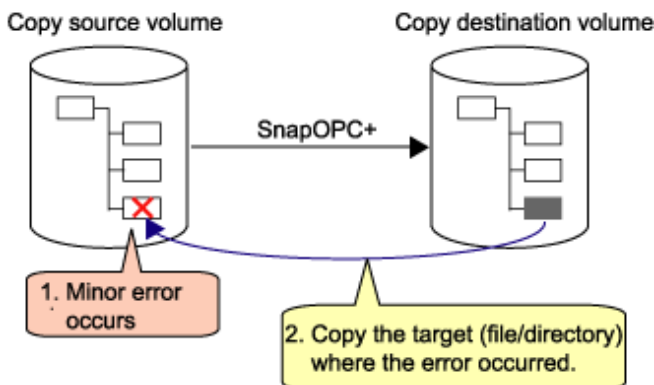 Copy source volume
Copy destination volume
SnapOPC+
1. Minor error
occurs
2. Copy the target (file/directory)
where the error occurred.